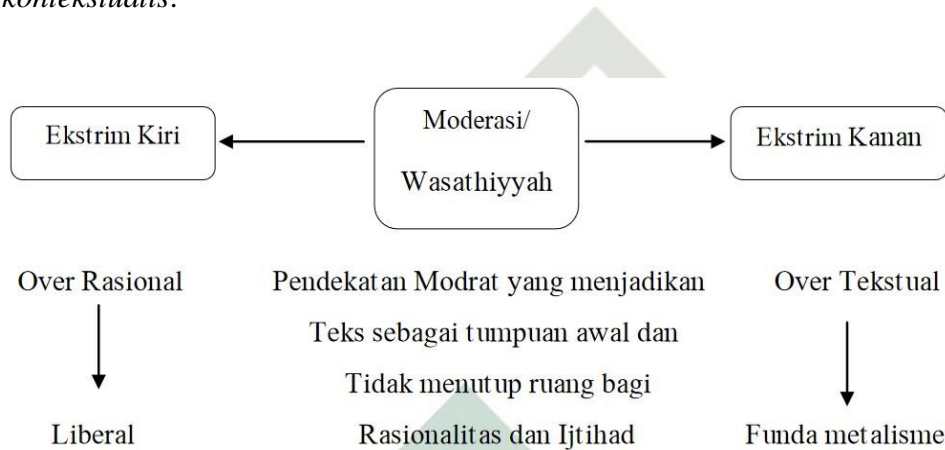 kontekstualis.
Ekstrim Kiri
Moderasi/
Wasathiyyah
Ekstrim Kanan
Over Rasional
Pendekatan Modrat yang menjadikan
Teks sebagai tumpuan awal dan
Tidak menutup ruang bagi
Rasionalitas dan Ijtihad
Over Tekstual
Liberal
Funda metalisme